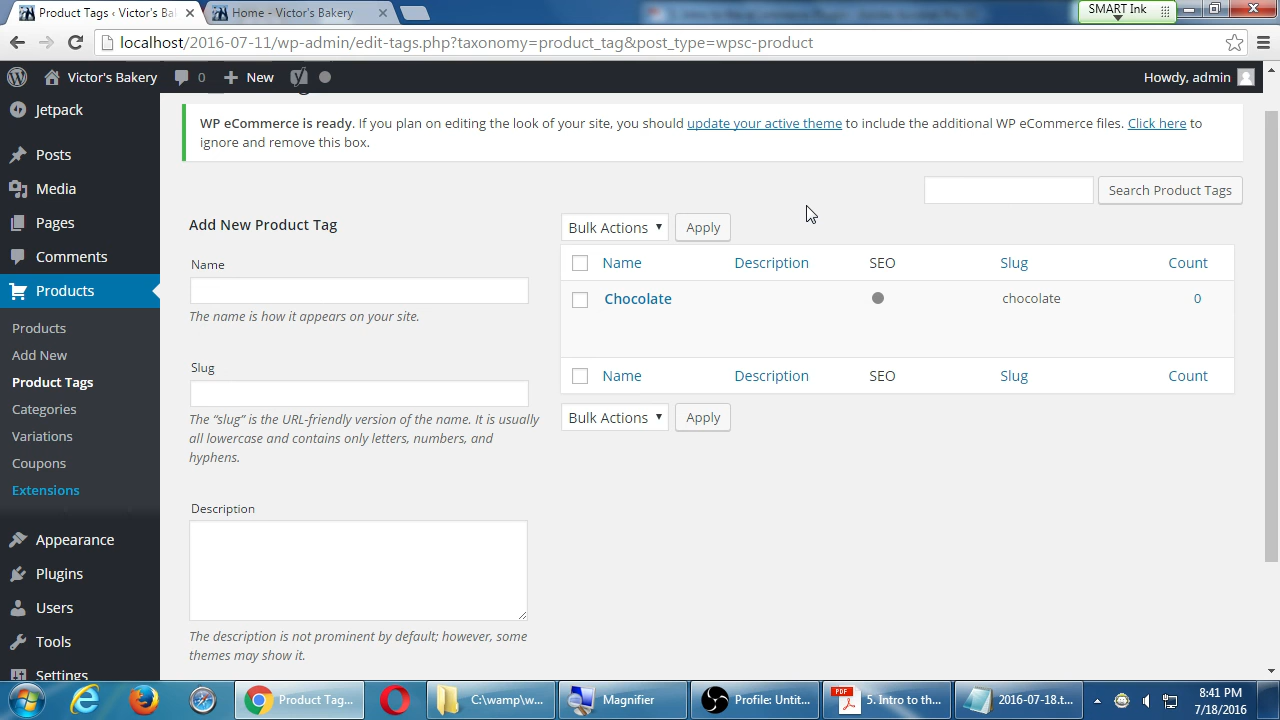 Product Tags ‹ Victor's Ba
Home - Victor's Bakery
SMART Ink
localhost/2016-07-11/wp-admin/edit-tags.php?taxonomy=product_tag&post_type=wpsc-product
Victor's Bakery
0
New
Howdy, admin
Jetpack
Posts
Media
Pages
Comments
Products
Products
Add New
Product Tags
Categories
Variations
Coupons
Extensions
Appearance
Plugins
Users
Tools
Settings
WP eCommerce is ready. If you plan on editing the look of your site, you should update your active theme to include the additional WP eCommerce files. Click here to
ignore and remove this box.
Search Product Tags
Add New Product Tag
Name
The name is how it appears on your site.
Slug
The “slug” is the URL-friendly version of the name. It is usually
all lowercase and contains only letters, numbers, and
hyphens.
Description
The description is not prominent by default; however, some
themes may show it.
Bulk Actions Apply
Name Description SEO Slug Count
Chocolate chocolate 0
Name Description SEO Slug Count
Bulk Actions Apply
Product Tag...
C:\wamp\w...
Magnifier
Profile: Untit...
PDF
5. Intro to th...
2016-07-18.t...
8:41 PM
7/18/2016